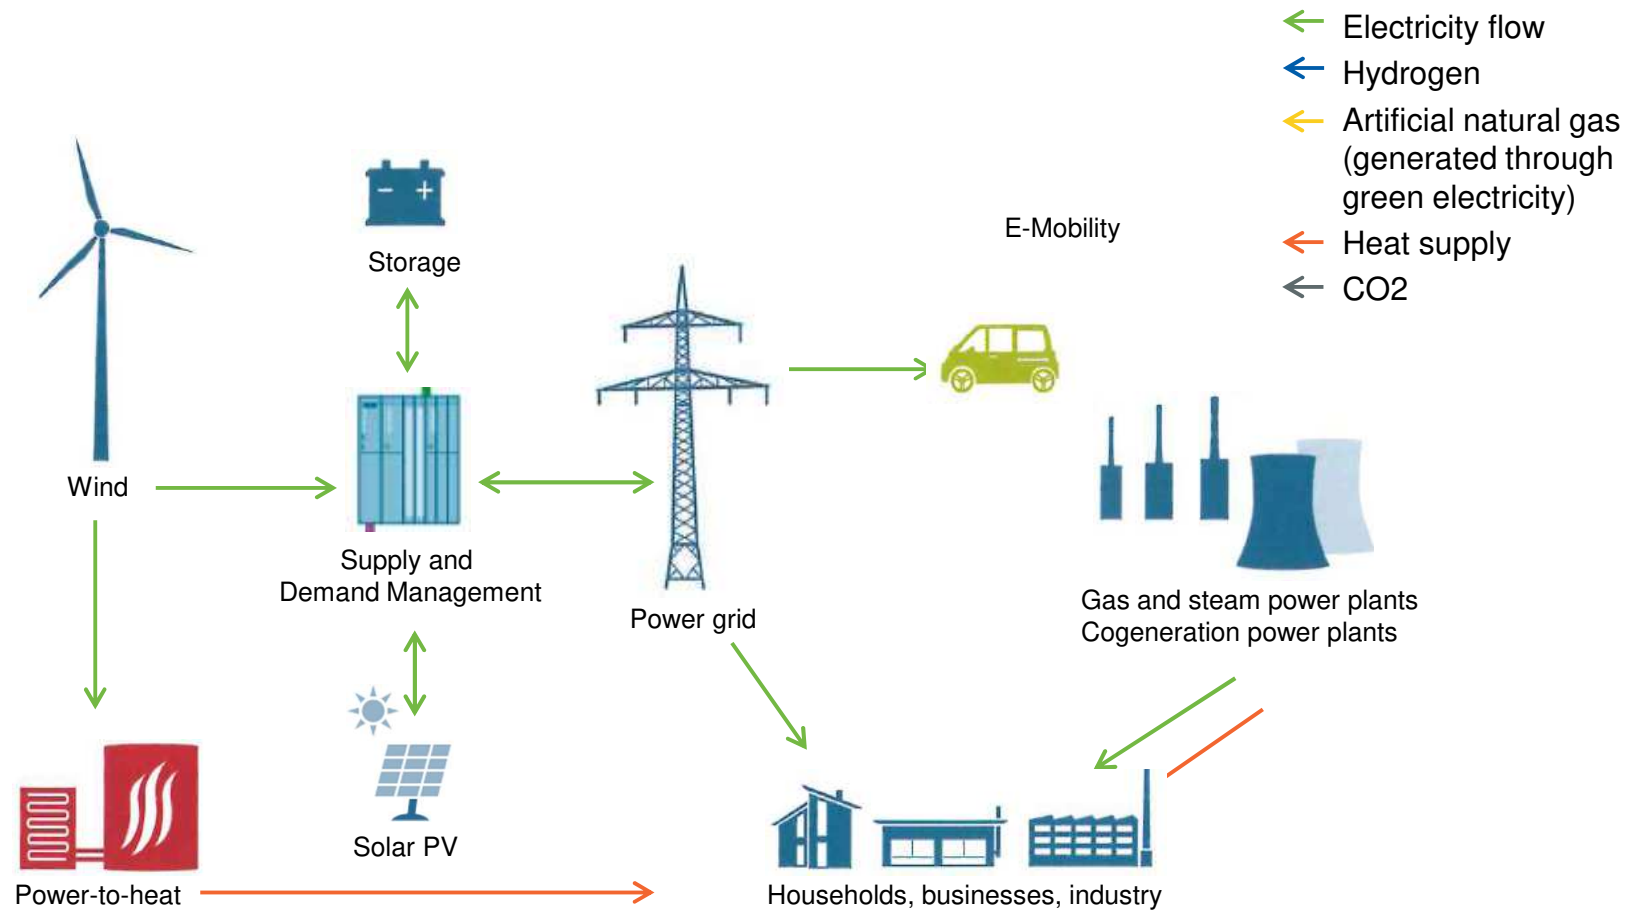 Electricity flow
Hydrogen
Artificial natural gas
(generated through
green electricity)
Heat supply
CO2
E-Mobility
Storage
Wind
Supply and
Demand Management
Power grid
Gas and steam power plants
Cogeneration power plants
Solar PV
Power-to-heat
Households, businesses, industry